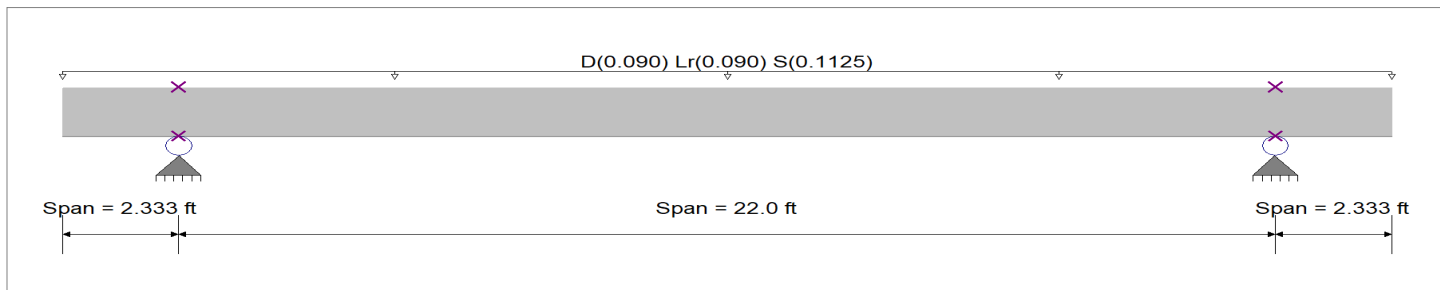 D(0.090) Lr(0.090) S(0.1125)
Span = 2.333 ft
Span = 22.0 ft
Span = 2.333 ft